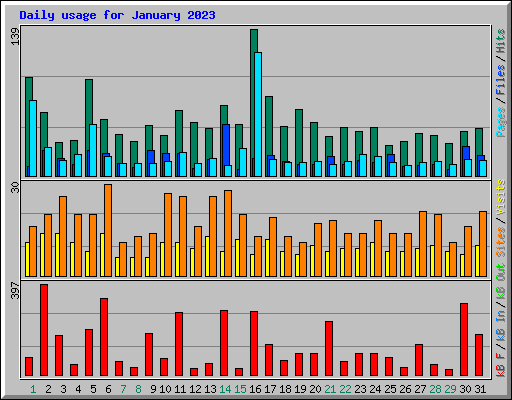 Daily usage for January 2023
139
30
397
Pages / Files / Hits
Sites / Visits
kB F / kB In / kB Out
1 2 3 4 5 6 7 8 9 10 11 12 13 14 15 16 17 18 19 20 21 22 23 24 25 26 27 28 29 30 31